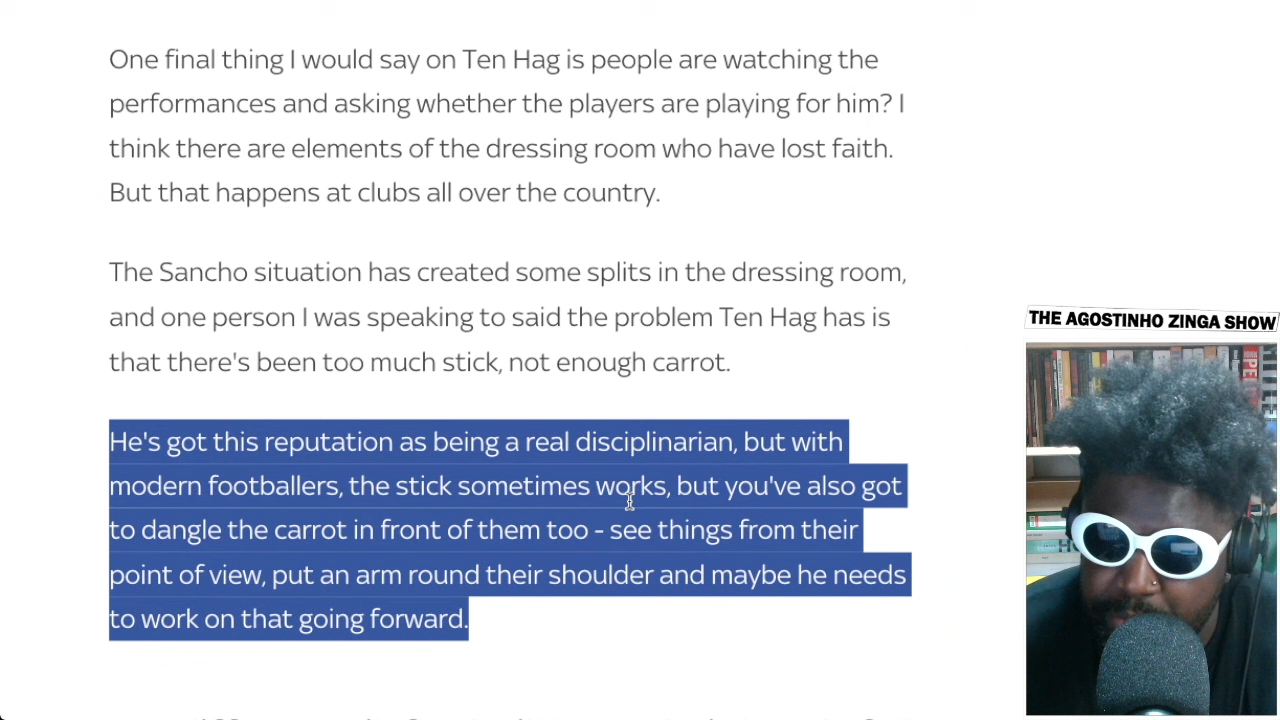 One final thing I would say on Ten Hag is people are watching the
performances and asking whether the players are playing for him? I
think there are elements of the dressing room who have lost faith.
But that happens at clubs all over the country.
The Sancho situation has created some splits in the dressing room,
and one person I was speaking to said the problem Ten Hag has is
that there's been too much stick, not enough carrot.
He's got this reputation as being a real disciplinarian, but with
modern footballers, the stick sometimes works, but you've also got
to dangle the carrot in front of them too - see things from their
point of view, put an arm round their shoulder and maybe he needs
to work on that going forward.
THE AGOSTINHO ZINGA SHOW